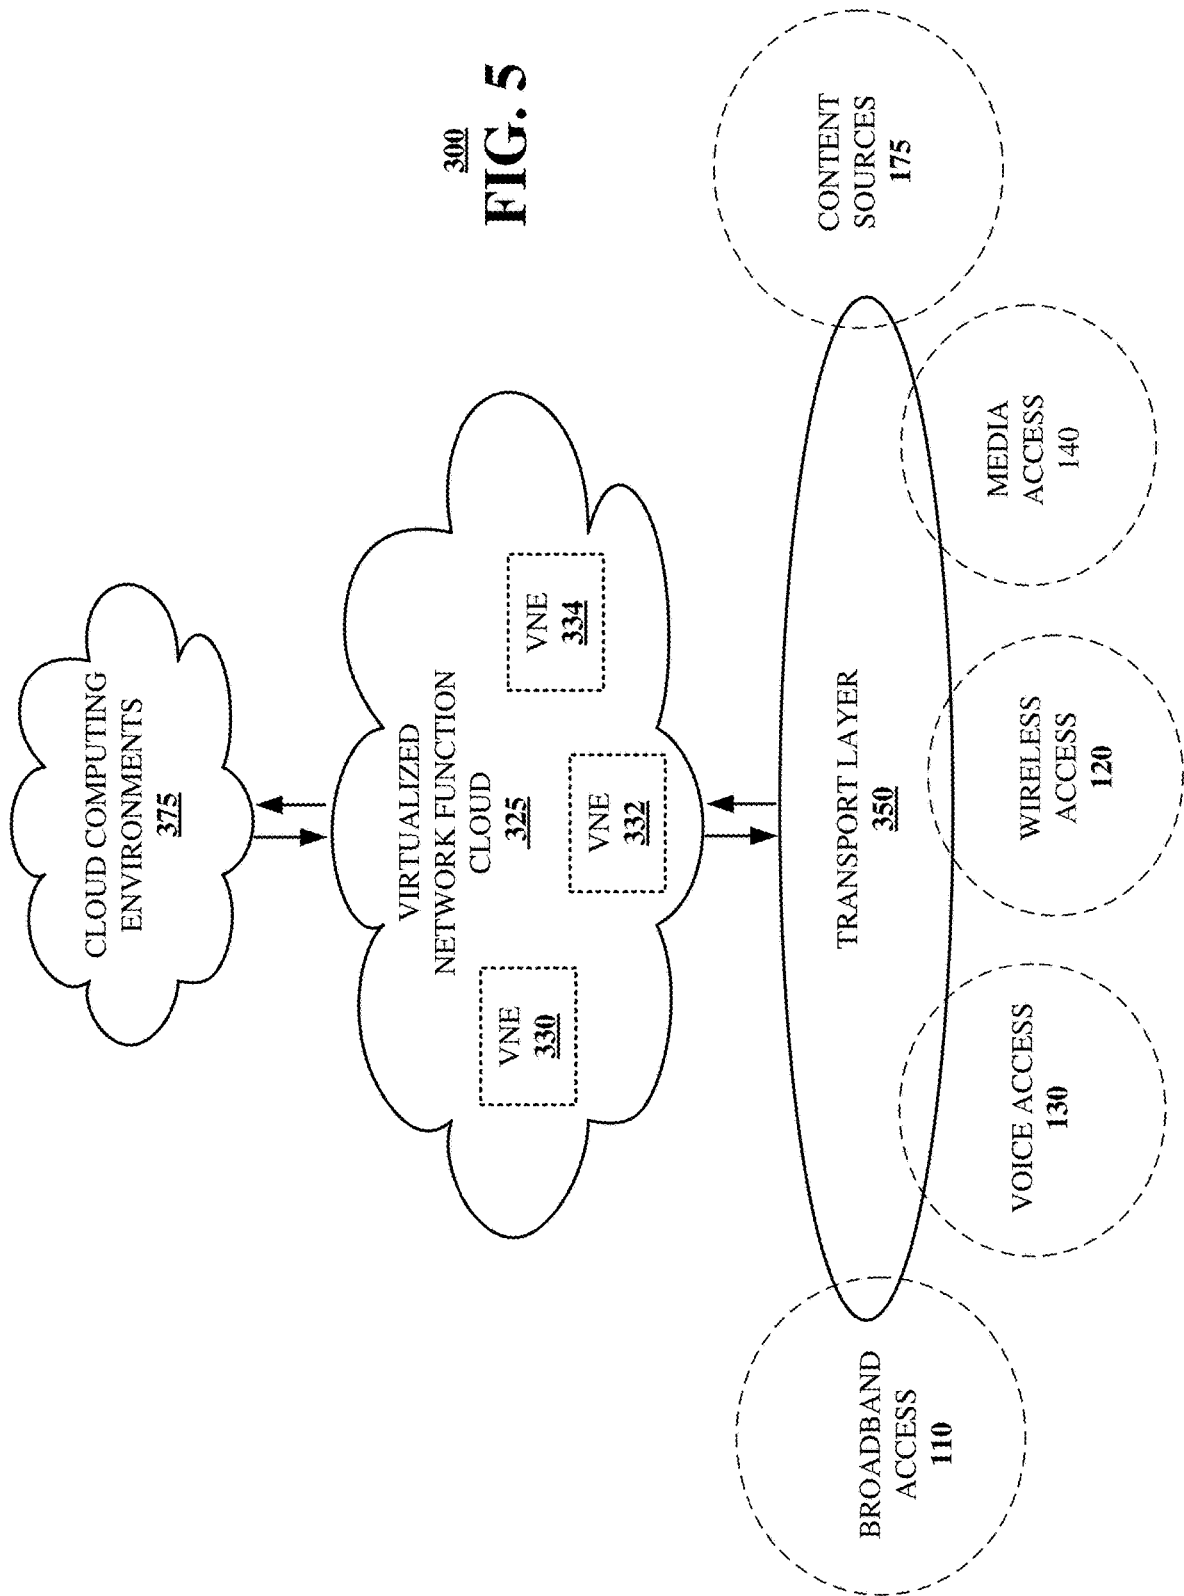 CLOUD COMPUTING
ENVIRONMENTS
375
VIRTUALIZED
NETWORK FUNCTION
CLOUD
325
VNE
330
VNE
332
VNE
334
300
FIG. 5
TRANSPORT LAYER
350
BROADBAND
ACCESS
110
VOICE ACCESS
130
WIRELESS
ACCESS
120
MEDIA
ACCESS
140
CONTENT
SOURCES
175